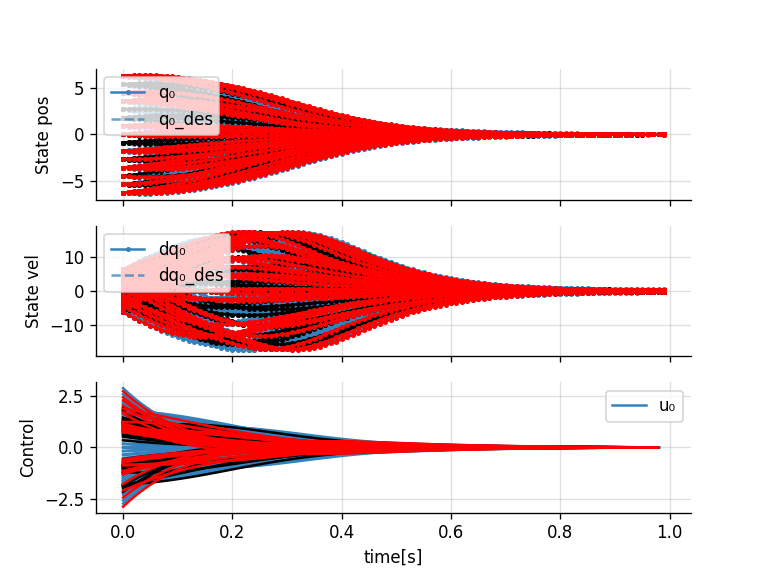 State pos
5
0
−5
q₀
q₀_des
State vel
10
0
−10
dq₀
dq₀_des
Control
2.5
0.0
−2.5
u₀
0.0 0.2 0.4 0.6 0.8 1.0
time[s]